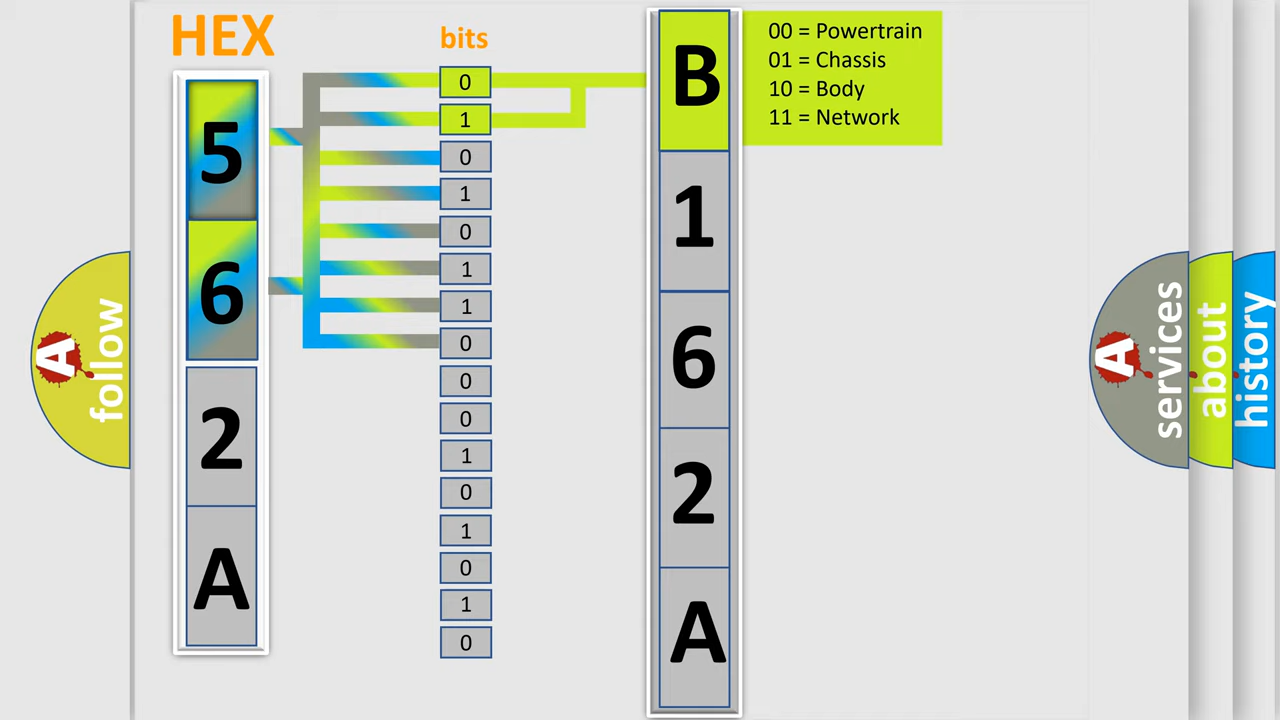 HEX
bits
5
6
2
A
0
1
0
1
0
1
1
0
0
0
1
0
1
0
1
0
B
1
6
2
A
00 = Powertrain
01 = Chassis
10 = Body
11 = Network
A
follow
A
services
about
history